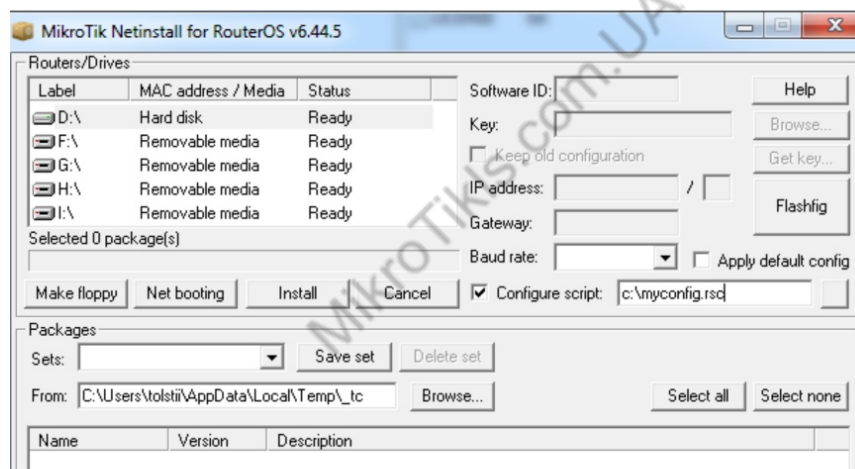 MikroTik Netinstall for RouterOS v6.44.5
Routers/Drives
Label MAC address / Media Status
D:\ Hard disk Ready
F:\ Removable media Ready
G:\ Removable media Ready
H:\ Removable media Ready
I:\ Removable media Ready
Selected 0 package(s)
Make floppy Net booting Install Cancel
Software ID: Help
Key: Browse...
Keep old configuration Get key...
IP address: /
Flashfig
Gateway:
Baud rate: Apply default config
Configure script: c:\myconfig.rsc
Packages
Sets: Save set Delete set
From: C:\Users\tolstii\AppData\Local\Temp\_tc Browse... Select all Select none
Name Version Description
MikroTikls.com.UA